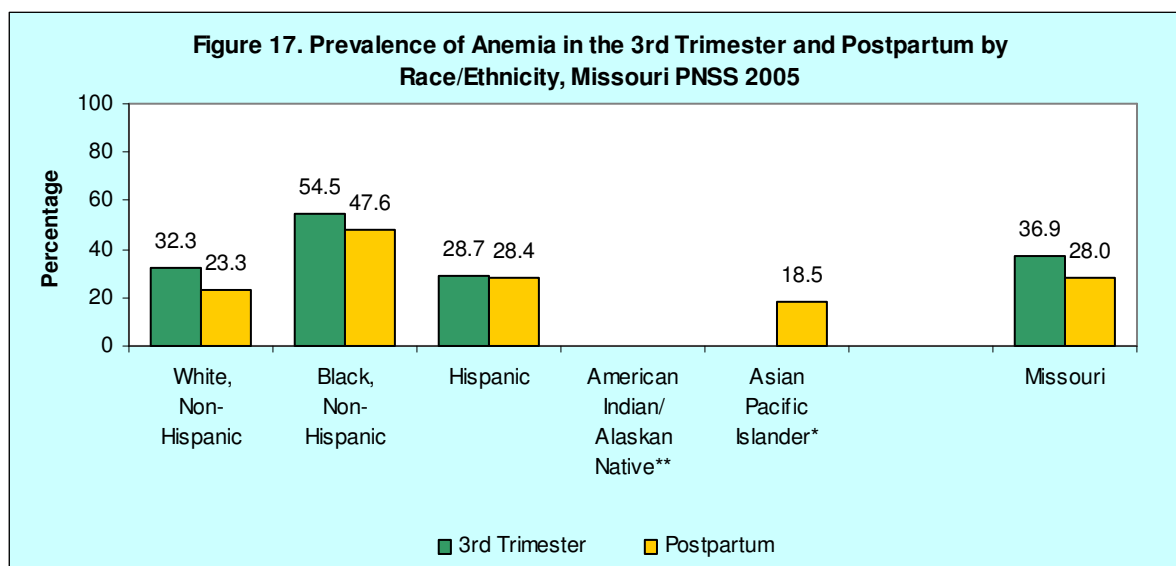 Figure 17. Prevalence of Anemia in the 3rd Trimester and Postpartum by
Race/Ethnicity, Missouri PNSS 2005
Percentage
100
80
60
40
20
0
32.3
23.3
54.5
47.6
28.7
28.4
18.5
36.9
28.0
White,
Non-
Hispanic
Black,
Non-
Hispanic
Hispanic
American
Indian/
Alaskan
Native**
Asian
Pacific
Islander*
Missouri
3rd Trimester
Postpartum